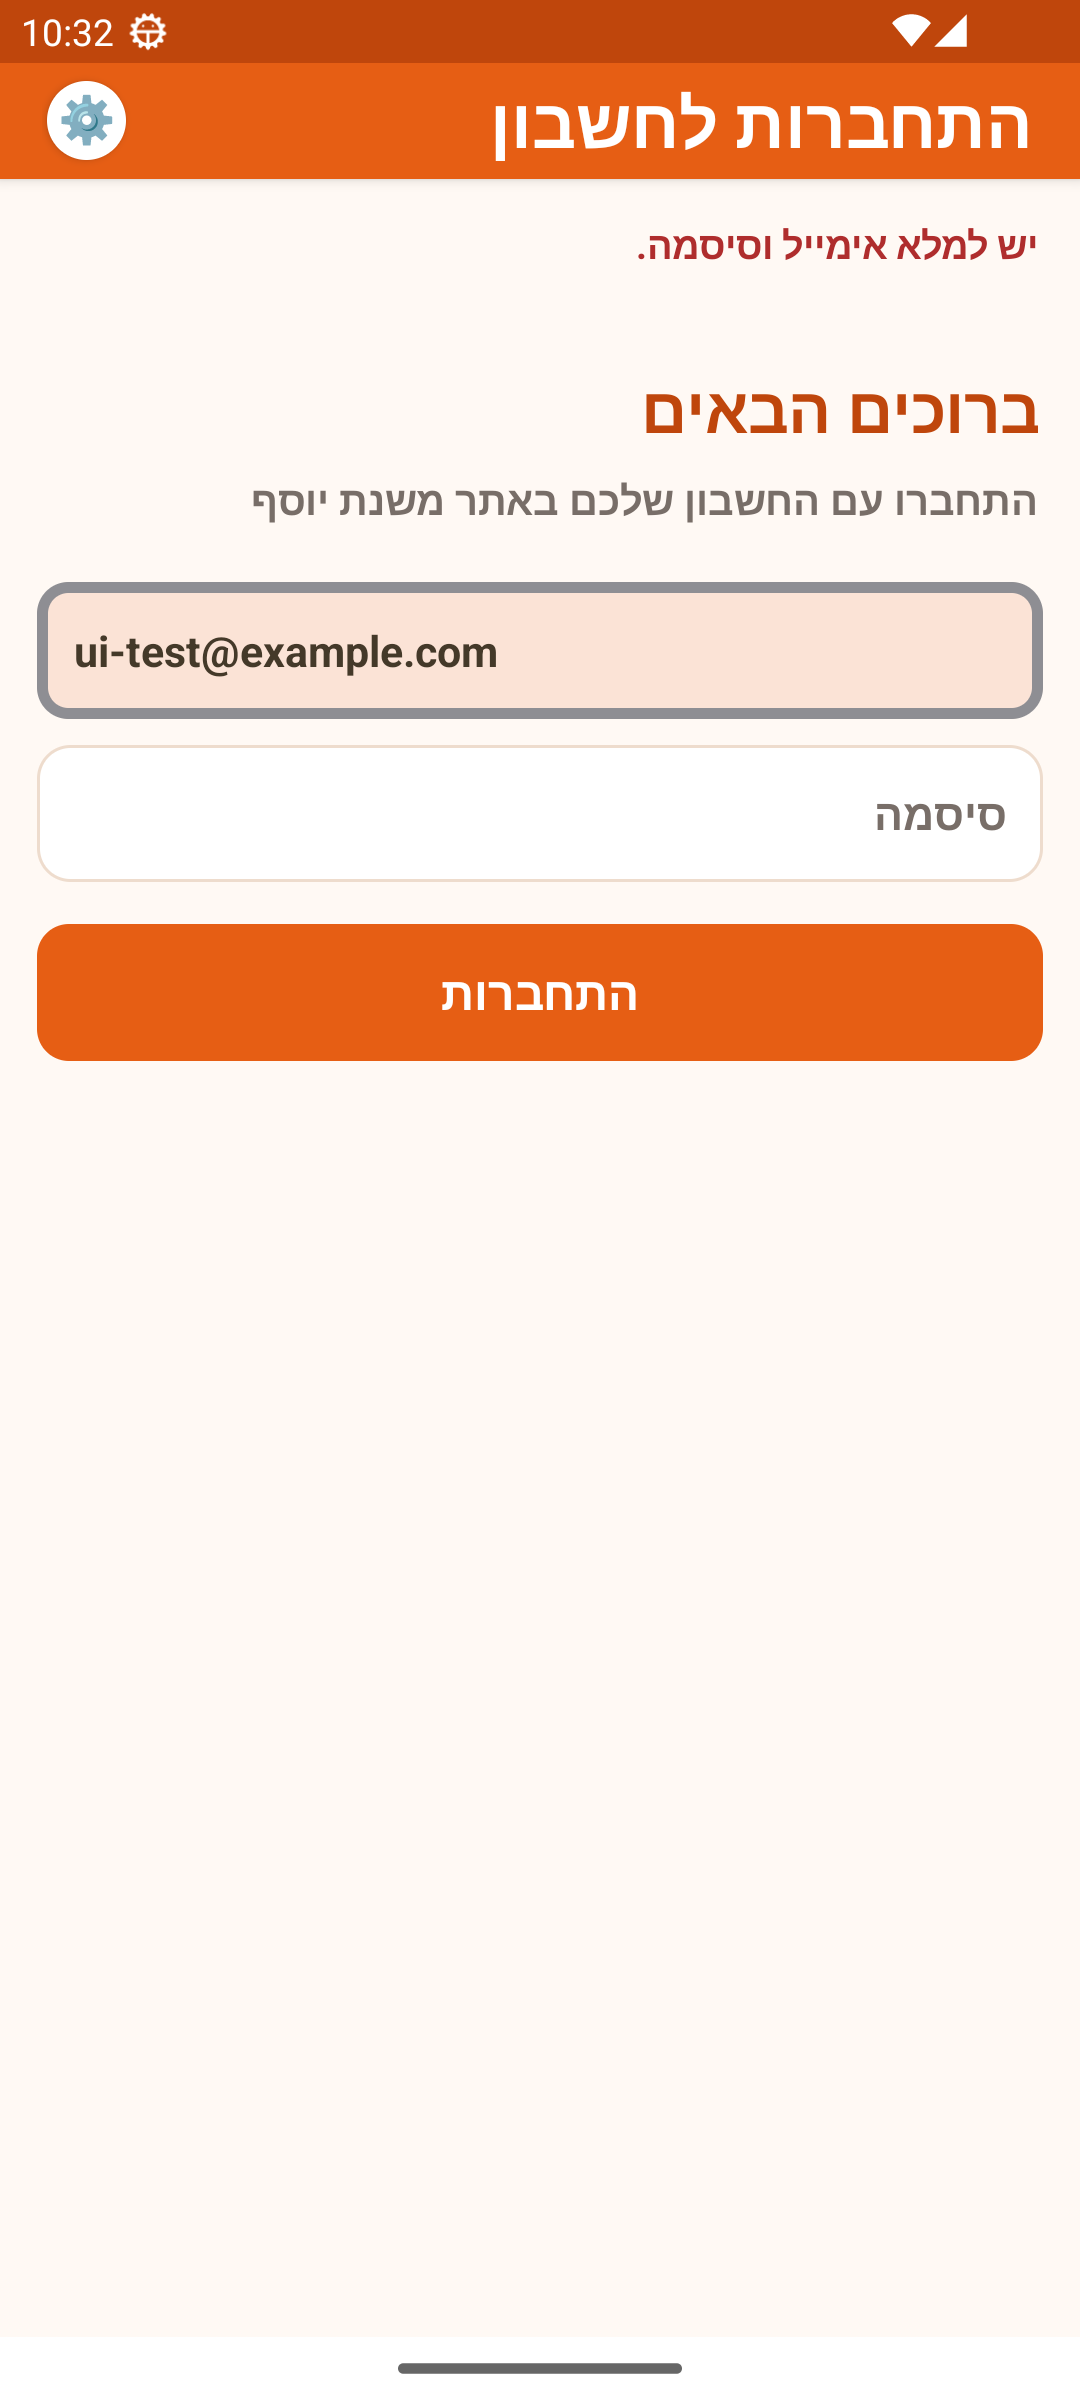 10:32
התחברות לחשבון
יש למלא אימייל וסיסמה.
ברוכים הבאים
התחברו עם החשבון שלכם באתר משנת יוסף
ui-test@example.com
סיסמה
התחברות